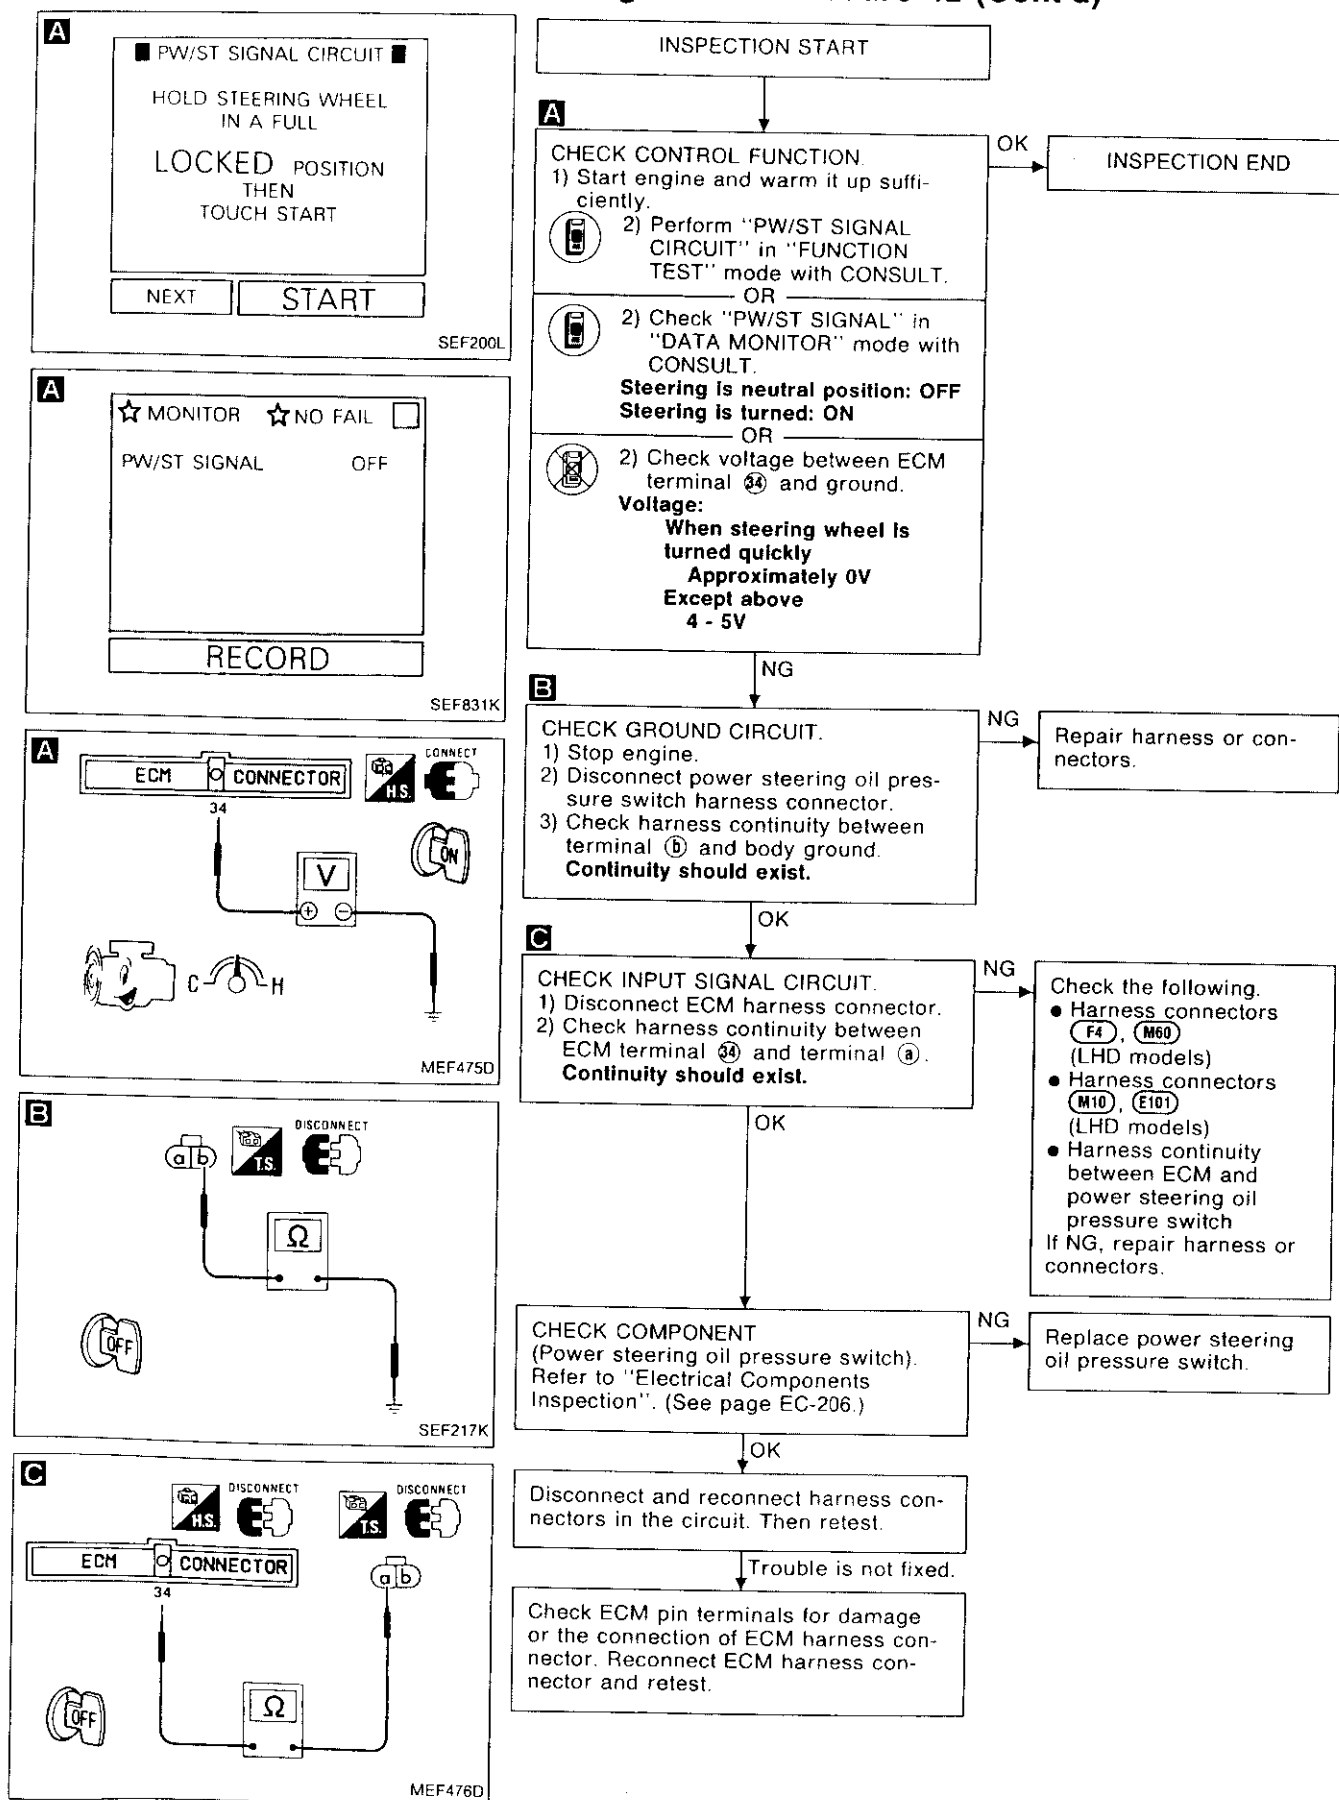 (Cont'd)
A
PW/ST SIGNAL CIRCUIT
HOLD STEERING WHEEL
IN A FULL
LOCKED POSITION
THEN
TOUCH START
NEXT
START
SEF200L
A
☆ MONITOR ☆ NO FAIL
PW/ST SIGNAL OFF
RECORD
SEF831K
A
ECM CONNECTOR
34
H.S.
CONNECT
ON
V
+ −
C H
MEF475D
B
a b
T.S.
DISCONNECT
Ω
OFF
SEF217K
C
H.S.
DISCONNECT
T.S.
DISCONNECT
ECM CONNECTOR
34
a b
Ω
OFF
MEF476D
INSPECTION START
A
CHECK CONTROL FUNCTION.
1) Start engine and warm it up suffi-
ciently.
2) Perform "PW/ST SIGNAL
CIRCUIT" in "FUNCTION
TEST" mode with CONSULT.
OR
2) Check "PW/ST SIGNAL" in
"DATA MONITOR" mode with
CONSULT.
Steering is neutral position: OFF
Steering is turned: ON
OR
2) Check voltage between ECM
terminal 34 and ground.
Voltage:
When steering wheel is
turned quickly
Approximately 0V
Except above
4 - 5V
OK
INSPECTION END
NG
B
CHECK GROUND CIRCUIT.
1) Stop engine.
2) Disconnect power steering oil pres-
sure switch harness connector.
3) Check harness continuity between
terminal b and body ground.
Continuity should exist.
NG
Repair harness or con-
nectors.
OK
C
CHECK INPUT SIGNAL CIRCUIT.
1) Disconnect ECM harness connector.
2) Check harness continuity between
ECM terminal 34 and terminal a.
Continuity should exist.
NG
Check the following.
● Harness connectors
F4, M60
(LHD models)
● Harness connectors
M10, E101
(LHD models)
● Harness continuity
between ECM and
power steering oil
pressure switch
If NG, repair harness or
connectors.
OK
CHECK COMPONENT
(Power steering oil pressure switch).
Refer to "Electrical Components
Inspection". (See page EC-206.)
NG
Replace power steering
oil pressure switch.
OK
Disconnect and reconnect harness con-
nectors in the circuit. Then retest.
Trouble is not fixed.
Check ECM pin terminals for damage
or the connection of ECM harness con-
nector. Reconnect ECM harness con-
nector and retest.